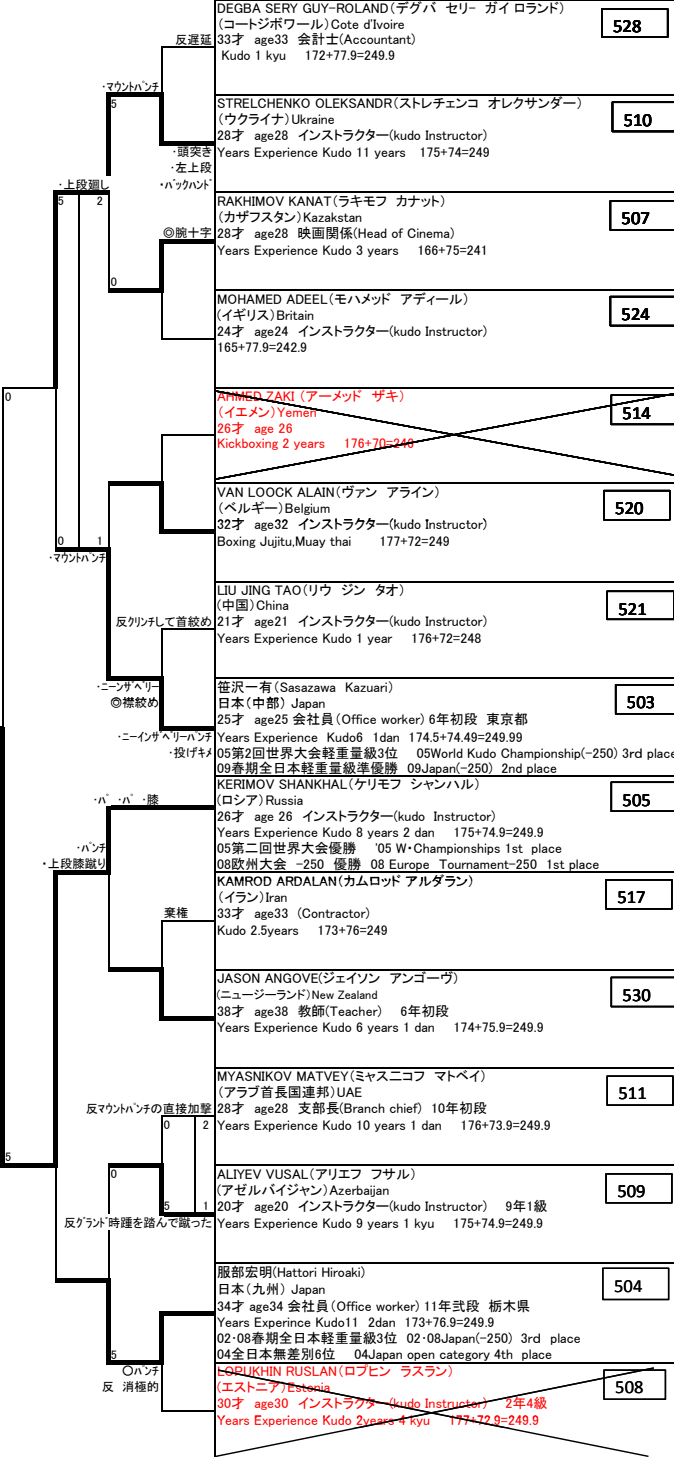 DEGBA SERY GUY-ROLAND(デグバ セリー ガイ ロランド)
528
(コートジボワール)Cote d'Ivoire
反遅延
33才 age33 会計士(Accountant)
Kudo 1 kyu 172+77.9=249.9
・マウントパンチ
5
STRELCHENKO OLEKSANDR(ストレチェンコ オレクサンダー)
510
(ウクライナ)Ukraine
28才 age28 インストラクター(kudo Instructor)
・頭突き
Years Experience Kudo 11 years 175+74=249
・左上段
・バックハンド
・上段廻し
5 2
RAKHIMOV KANAT(ラキモフ カナット)
507
(カザフスタン)Kazakstan
◎腕十字
28才 age28 映画関係(Head of Cinema)
Years Experience Kudo 3 years 166+75=241
0
MOHAMED ADEEL(モハメッド アディール)
524
(イギリス)Britain
24才 age24 インストラクター(kudo Instructor)
165+77.9=242.9
0
AHMED ZAKI (アーメッド ザキ)
514
(イエメン)Yemen
26才 age 26
Kickboxing 2 years 176+70=246
VAN LOOCK ALAIN(ヴァン アライン)
520
(ベルギー)Belgium
32才 age32 インストラクター(kudo Instructor)
Boxing Jujitu,Muay thai 177+72=249
0 1
・マウントパンチ
LIU JING TAO(リウ ジン タオ)
521
(中国)China
反クリンチして首絞め
21才 age21 インストラクター(kudo Instructor)
Years Experience Kudo 1 year 176+72=248
・ニーンザベリー
◎襟絞め
笹沢一有(Sasazawa Kazuari)
503
日本(中部) Japan
25才 age25 会社員(Office worker) 6年初段 東京都
Years Experience Kudo6 1dan 174.5+74.49=249.99
・ニーインザベリーパンチ
・投げキメ
05第2回世界大会軽重量級3位 05World Kudo Championship(-250) 3rd place
09春期全日本軽重量級準優勝 09Japan(-250) 2nd place
KERIMOV SHANKHAL(ケリモフ シャンハル)
505
(ロシア)Russia
・パ ・パ ・膝
26才 age 26 インストラクター(kudo Instructor)
Years Experience Kudo 8 years 2 dan 175+74.9=249.9
05第二回世界大会優勝 '05 W・Championships 1st place
08欧州大会 -250 優勝 08 Europe Tournament-250 1st place
・パンチ
・上段膝蹴り
KAMROD ARDALAN(カムロッド アルダラン)
517
(イラン)Iran
棄権
33才 age33 (Contractor)
Kudo 2.5years 173+76=249
JASON ANGOVE(ジェイソン アンゴーヴ)
530
(ニュージーランド)New Zealand
38才 age38 教師(Teacher) 6年初段
Years Experience Kudo 6 years 1 dan 174+75.9=249.9
MYASNIKOV MATVEY(ミャスニコフ マトベイ)
511
(アラブ首長国連邦)UAE
反マウントパンチの直接加撃
28才 age28 支部長(Branch chief) 10年初段
0 2
Years Experience Kudo 10 years 1 dan 176+73.9=249.9
5
0
ALIYEV VUSAL(アリエフ フサル)
509
(アゼルバイジャン)Azerbaijan
5 1
20才 age20 インストラクター(kudo Instructor) 9年1級
反グランド時踵を踏んで蹴った
Years Experience Kudo 9 years 1 kyu 175+74.9=249.9
服部宏明(Hattori Hiroaki)
504
日本(九州) Japan
34才 age34 会社員(Office worker) 11年弐段 栃木県
Years Experince Kudo11 2dan 173+76.9=249.9
02・08春期全日本軽重量級3位 02・08Japan(-250) 3rd place
04全日本無差別6位 04Japan open category 4th place
5
〇パンチ
反 消極的
LOPUKHIN RUSLAN(ロプヒン ラスラン)
508
(エストニア)Estonia
30才 age30 インストラクター(kudo Instructor) 2年4級
Years Experience Kudo 2years 4 kyu 177+72.9=249.9